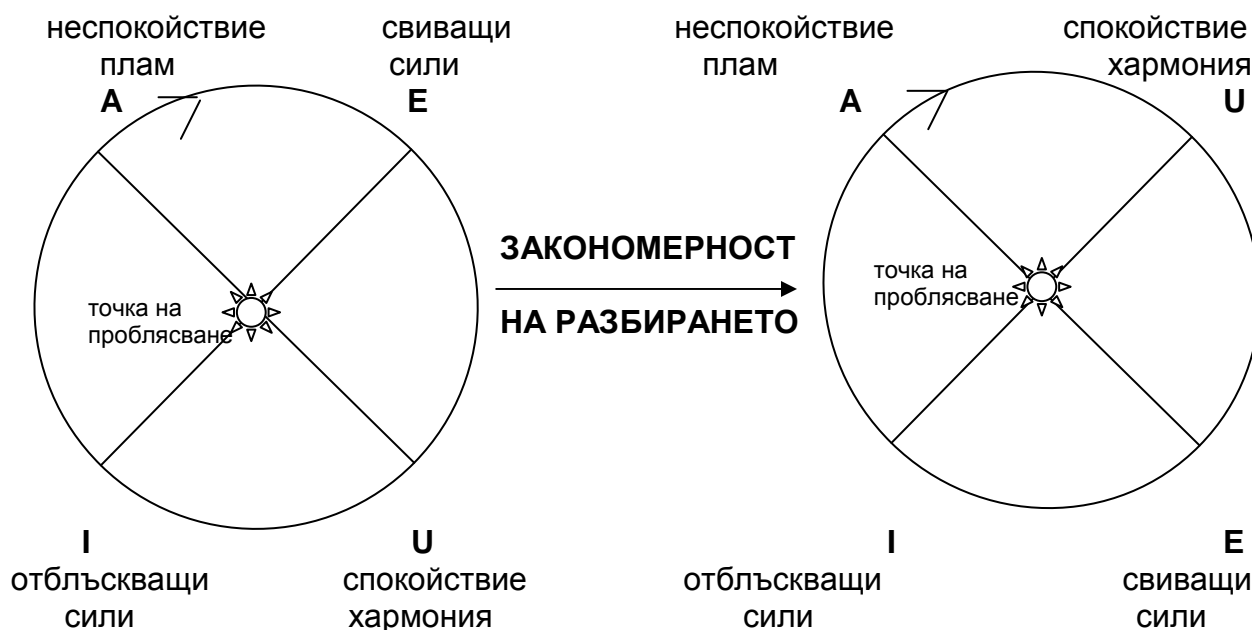 неспокойствие
плам
A
свиващи
сили
E
точка на
проблясване
I
отблъскващи
сили
U
спокойствие
хармония
ЗАКОНОМЕРНОСТ
НА РАЗБИРАНЕТО
неспокойствие
плам
A
спокойствие
хармония
U
точка на
проблясване
I
отблъскващи
сили
E
свиващи
сили